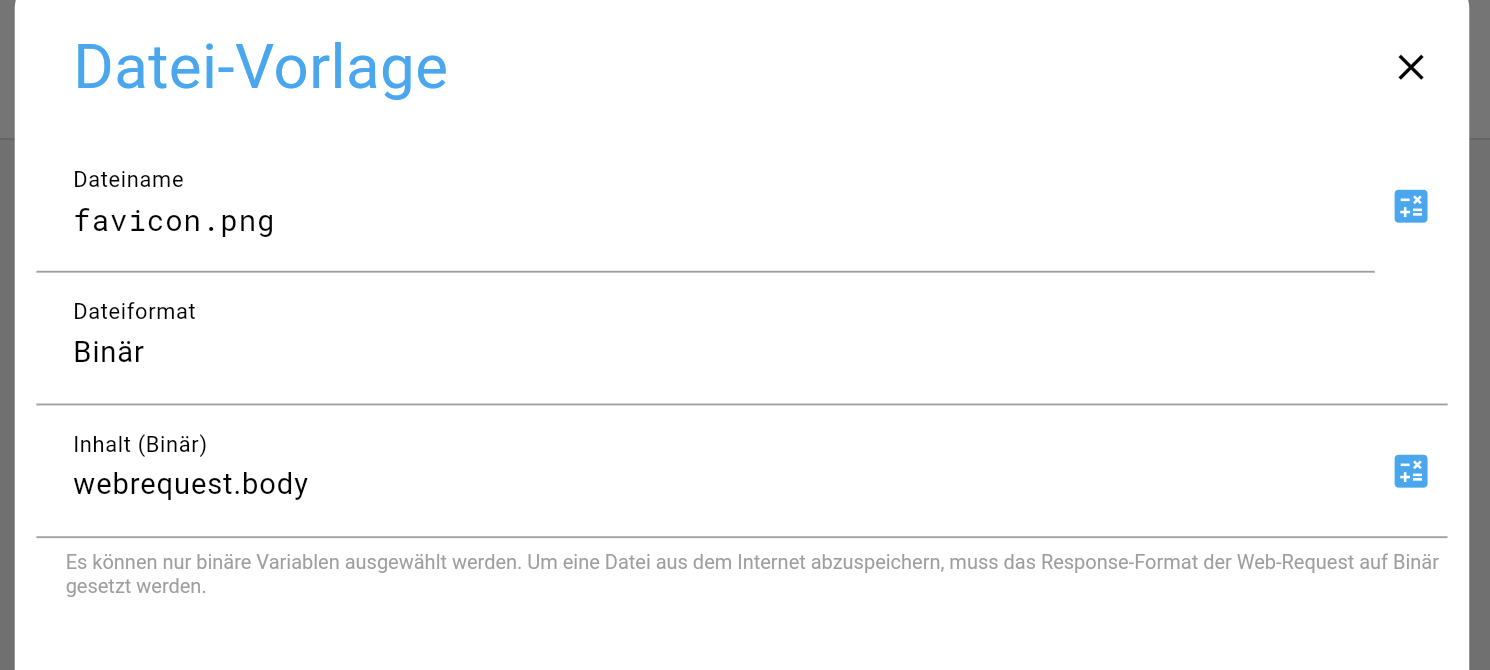 Datei-Vorlage
Dateiname
favicon.png
Dateiformat
Binär
Inhalt (Binär)
webrequest.body
Es können nur binäre Variablen ausgewählt werden. Um eine Datei aus dem Internet abzuspeichern, muss das Response-Format der Web-Request auf Binär
gesetzt werden.